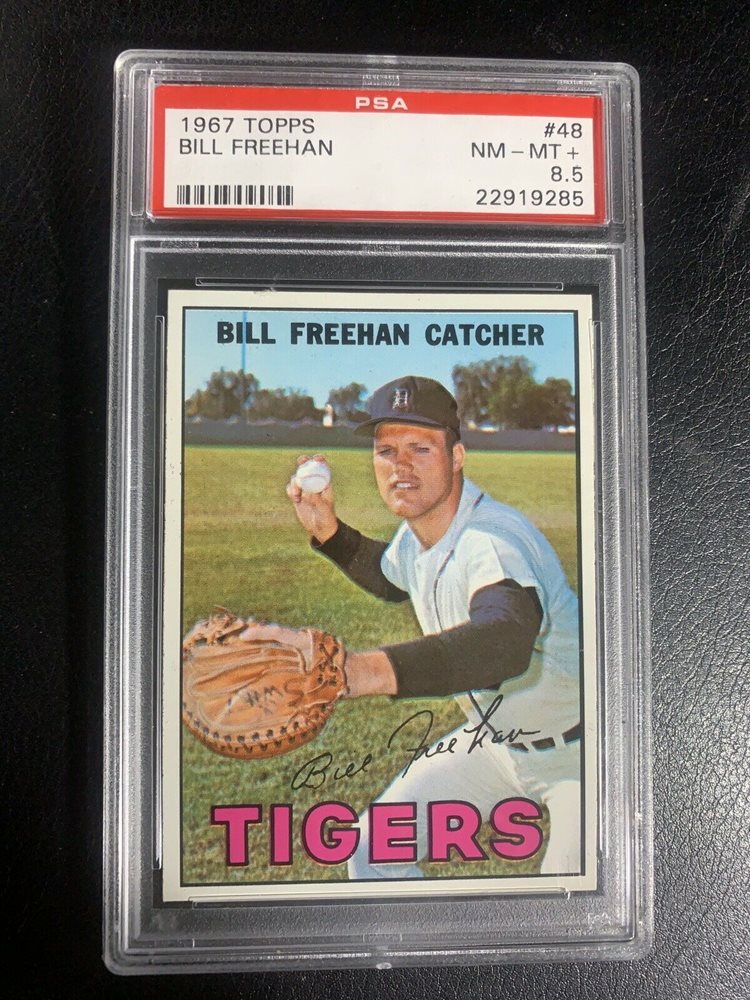 PSA
1967 TOPPS #48
BILL FREEHAN NM - MT +
8.5
22919285
BILL FREEHAN CATCHER
Bill Freehan
TIGERS